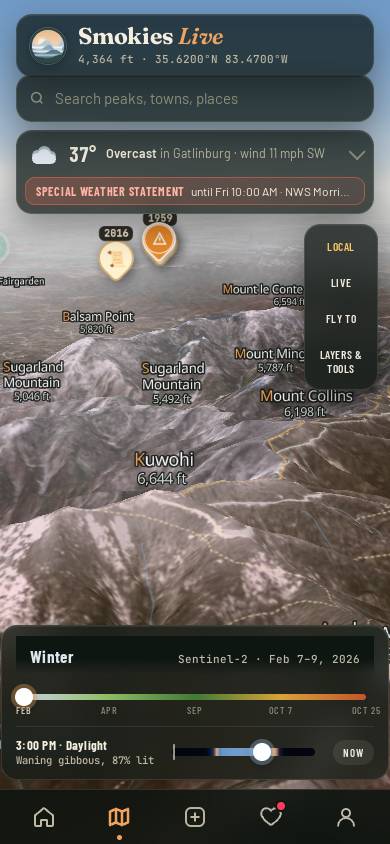 Smokies Live
4,364 ft · 35.6200°N 83.4700°W
Search peaks, towns, places
37° Overcast in Gatlinburg · wind 11 mph SW
SPECIAL WEATHER STATEMENT until Fri 10:00 AM · NWS Morri...
1959
2016
LOCAL
LIVE
FLY TO
LAYERS &
TOOLS
Fairgarden
Mount le Conte
6,594 ft
Balsam Point
5,820 ft
Sugarland
Mountain
5,046 ft
Sugarland
Mountain
5,492 ft
Mount Ming
5,787 ft
Mount Collins
6,198 ft
Kuwohi
6,644 ft
Winter
Sentinel-2 · Feb 7–9, 2026
FEB
APR
SEP
OCT 7
OCT 25
3:00 PM · Daylight
Waning gibbous, 87% lit
NOW